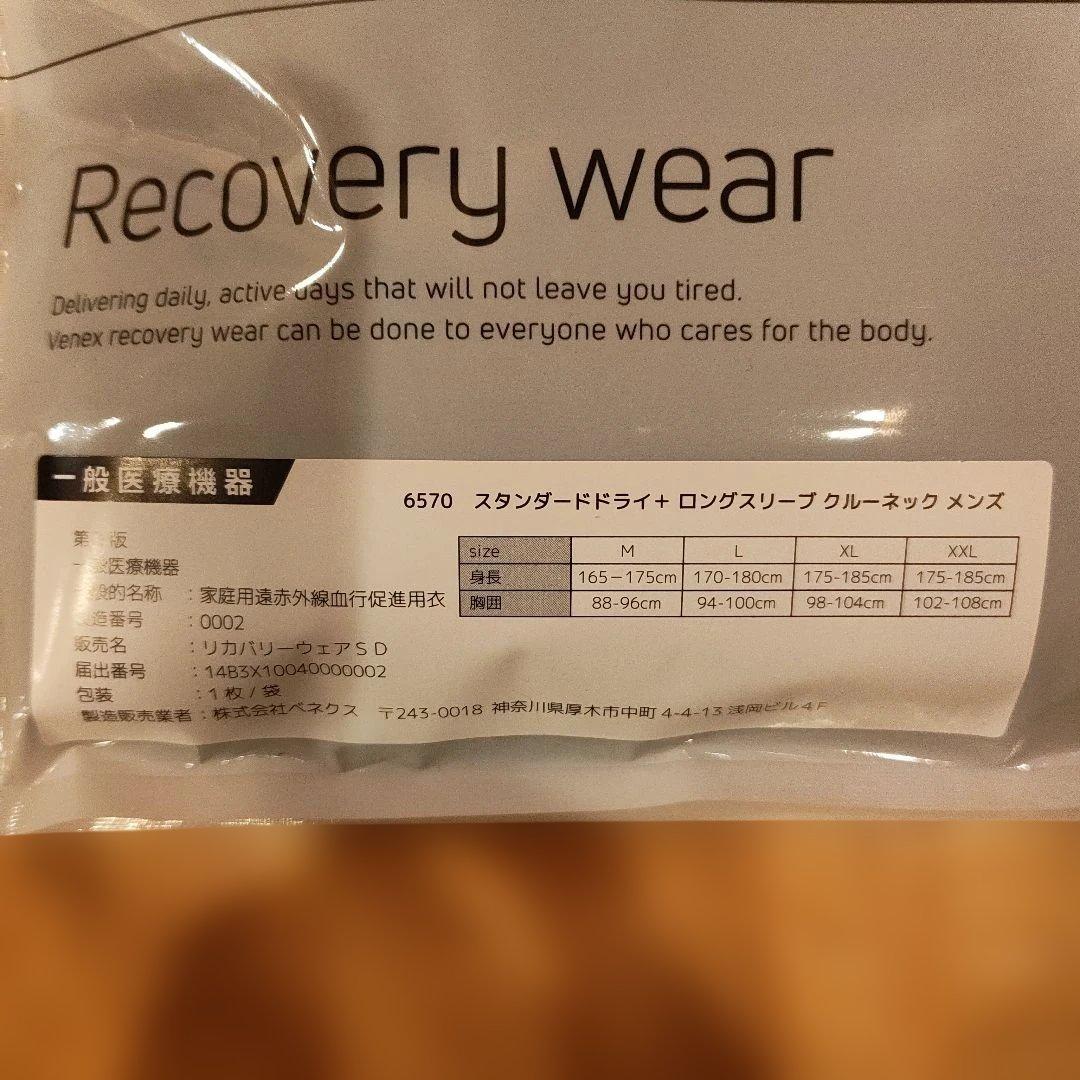 Recovery wear
Delivering daily, active days that will not leave you tired.
Venex recovery wear can be done to everyone who cares for the body.
一般医療機器
6570 スタンダードドライ＋ ロングスリーブ クルーネック メンズ
size M L XL XXL
身長 165－175cm 170-180cm 175-185cm 175-185cm
胸囲 88-96cm 94-100cm 98-104cm 102-108cm
一般医療機器
一般的名称 ：家庭用遠赤外線血行促進用衣
製造番号 ：0002
販売名 ：リカバリーウェアＳＤ
届出番号 ：14B3X10040000002
包装 ：1 枚 / 袋
製造販売業者：株式会社ベネクス 〒243-0018 神奈川県厚木市中町 4-4-13 浅岡ビル 4 F